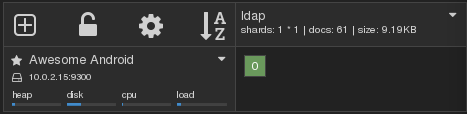 A
Z
ldap
shards: 1 * 1 | docs: 61 | size: 9.19KB
Awesome Android
10.0.2.15:9300
heap disk cpu load
0